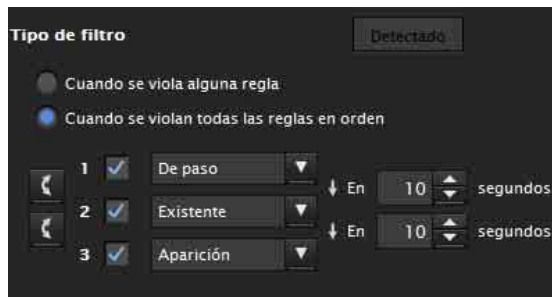 Tipo de filtro Detectado
Cuando se viola alguna regla
Cuando se violan todas las reglas en orden
1 De paso
En 10 segundos
2 Existente
En 10 segundos
3 Aparición